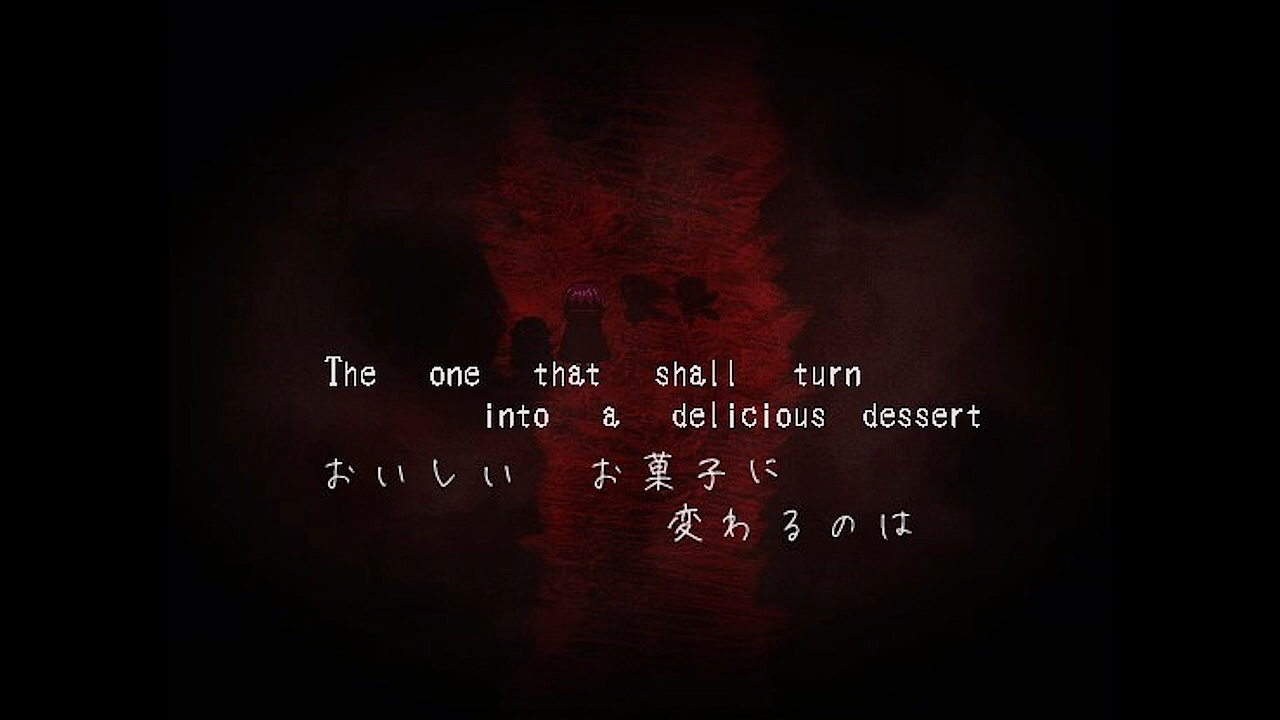 The one that shall turn
into a delicious dessert
おいしい お菓子に
変わるのは